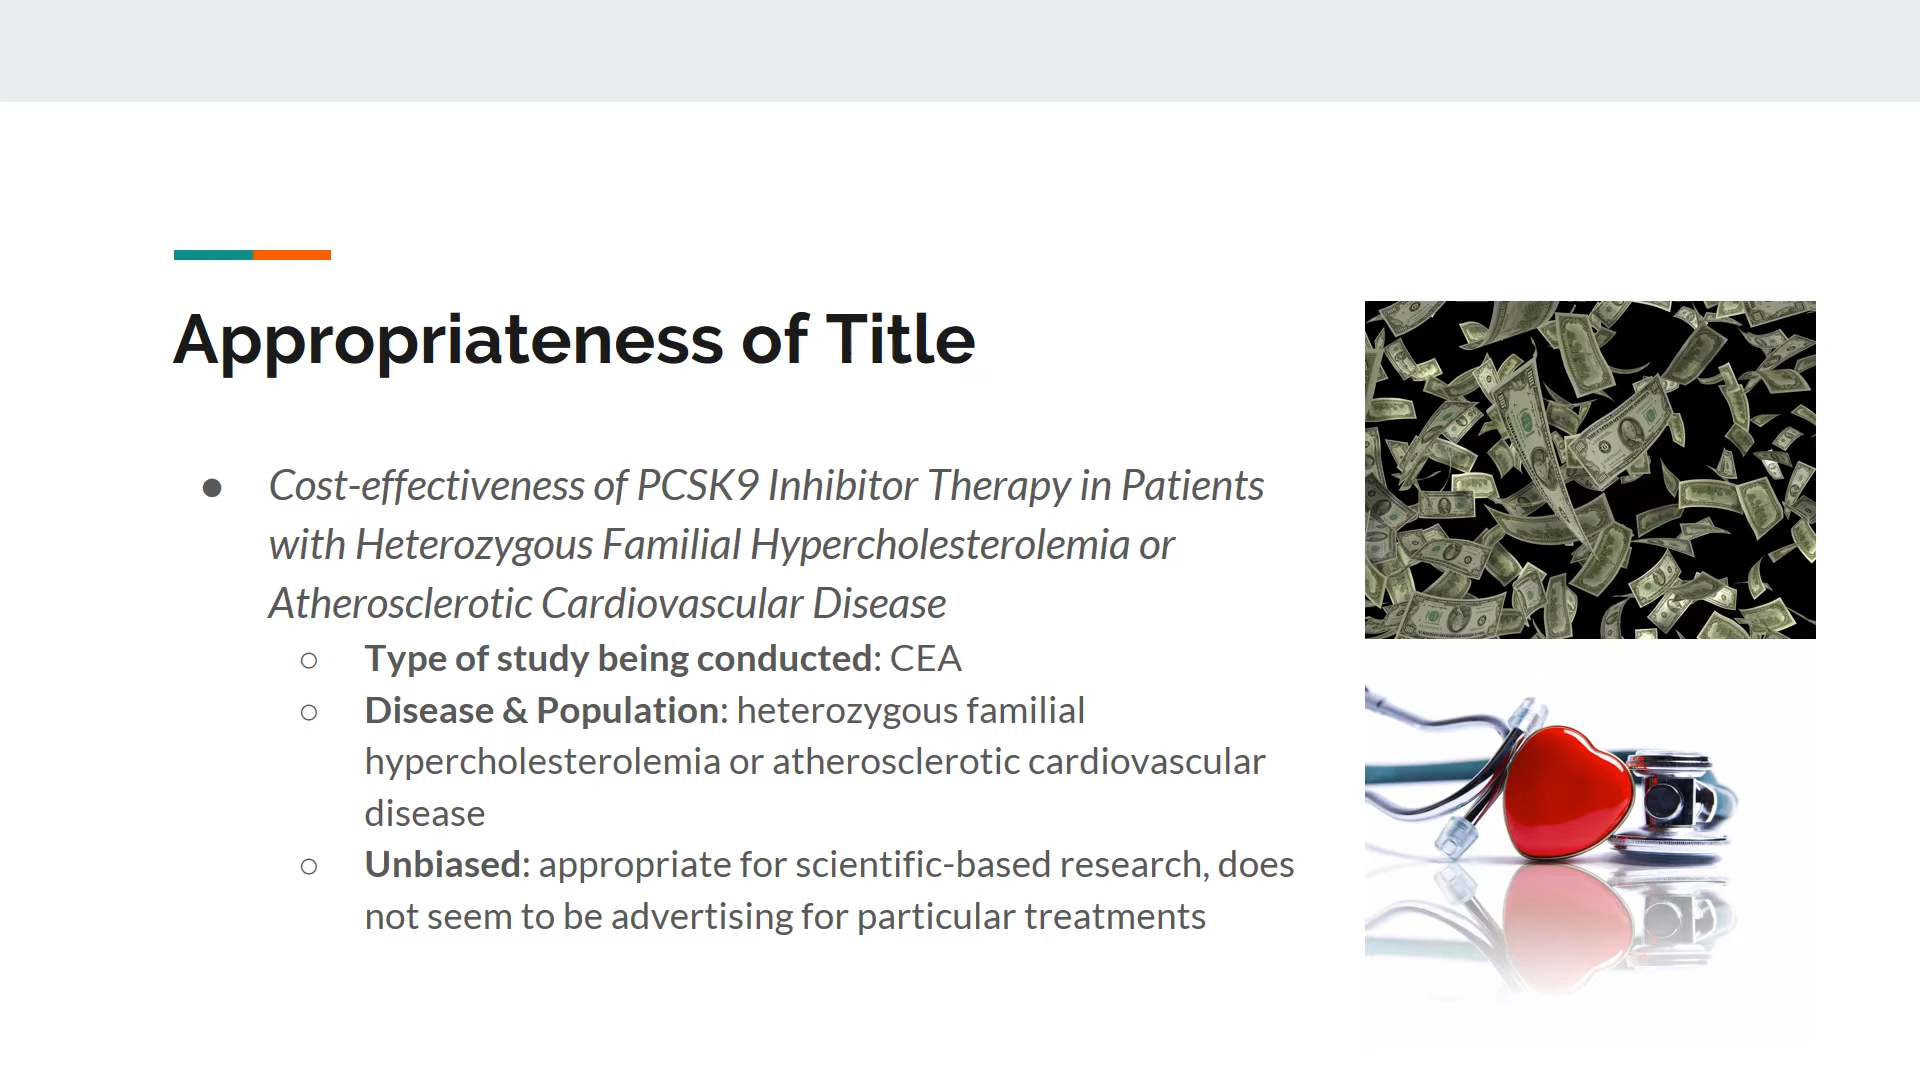 Appropriateness of Title
● Cost-effectiveness of PCSK9 Inhibitor Therapy in Patients
with Heterozygous Familial Hypercholesterolemia or
Atherosclerotic Cardiovascular Disease
○ Type of study being conducted: CEA
○ Disease & Population: heterozygous familial
hypercholesterolemia or atherosclerotic cardiovascular
disease
○ Unbiased: appropriate for scientific-based research, does
not seem to be advertising for particular treatments